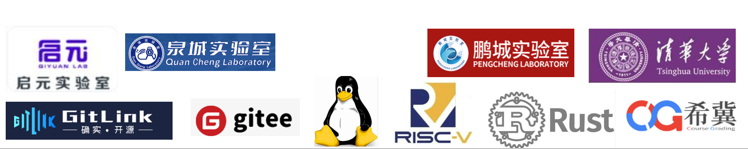 启元
QIYUAN LAB
启元实验室
泉城实验室
Quan Cheng Laboratory
鹏城实验室
PENGCHENG LABORATORY
清華大学
Tsinghua University
GitLink
确实·开源
G gitee
RISC-V
R Rust
CG 希冀
Course Grading